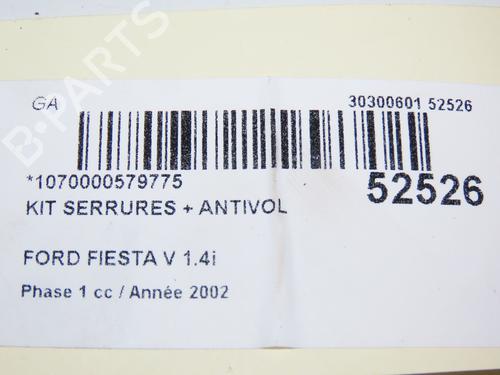 GA
30300601 52526
*1070000579775
52526
KIT SERRURES + ANTIVOL
FORD FIESTA V 1.4i
Phase 1 cc / Année 2002
B-PARTS